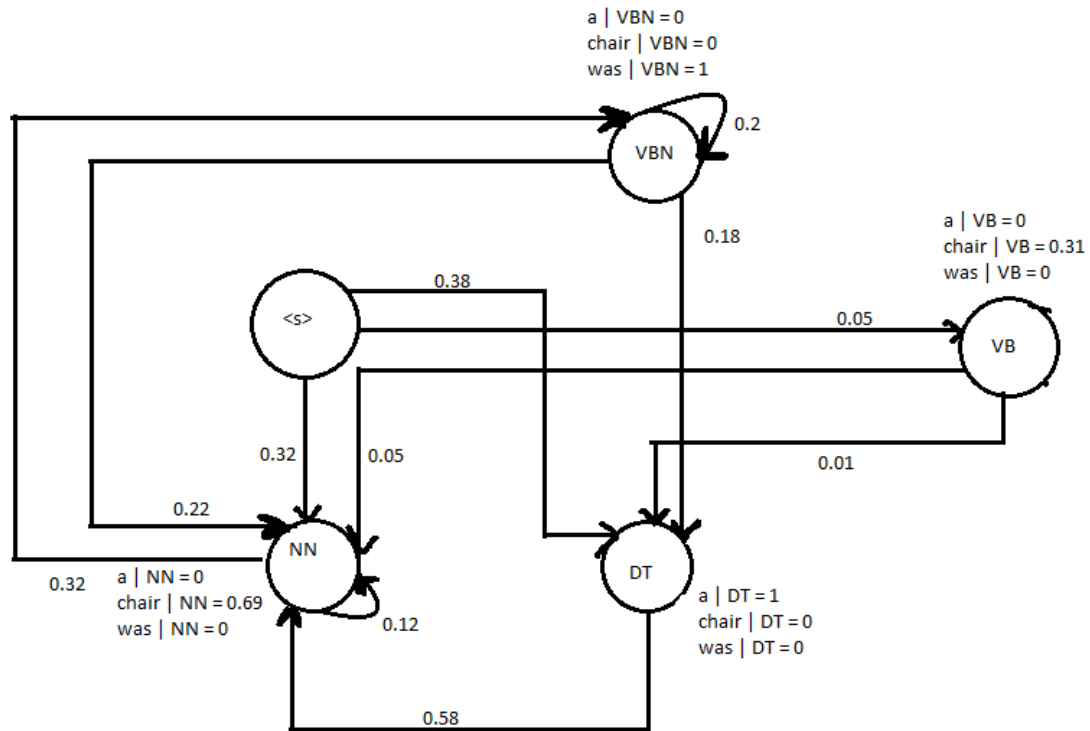 a | VBN = 0
chair | VBN = 0
was | VBN = 1
0.2
VBN
0.18
a | VB = 0
chair | VB = 0.31
was | VB = 0
0.38
<s>
0.05
VB
0.32
0.05
0.01
0.22
NN
DT
0.32
a | NN = 0
chair | NN = 0.69
was | NN = 0
0.12
a | DT = 1
chair | DT = 0
was | DT = 0
0.58